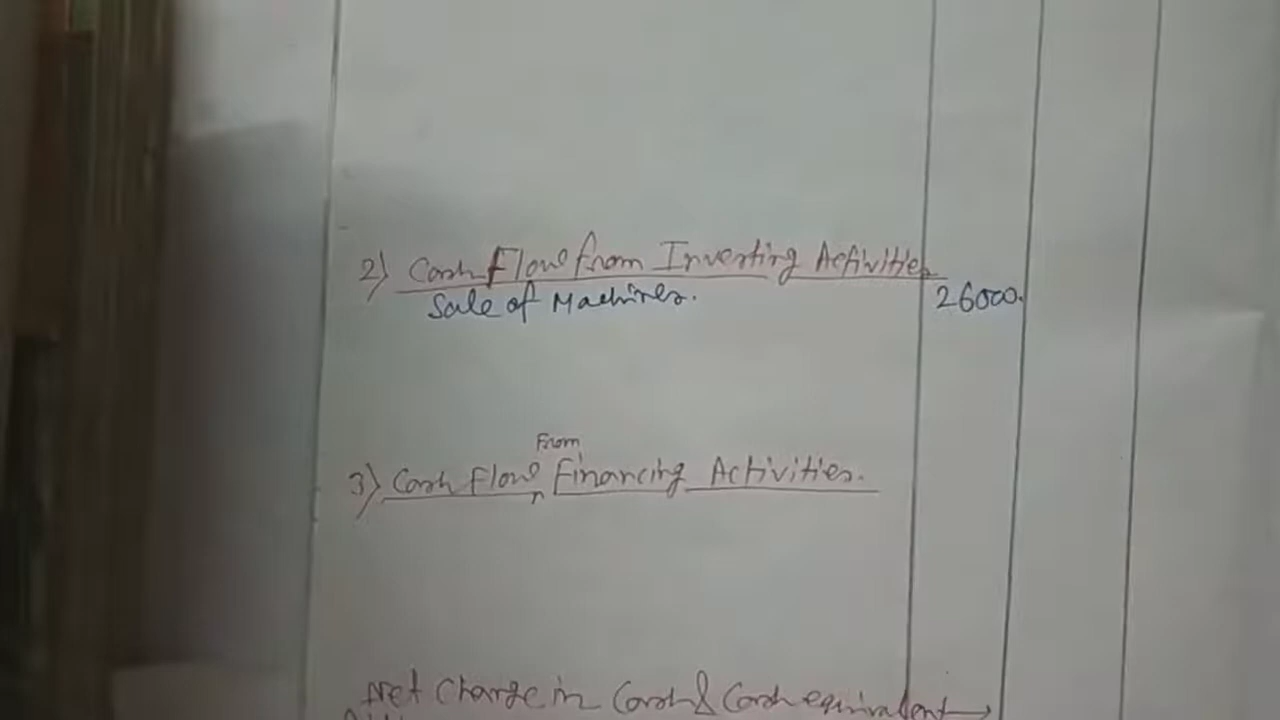 2) Cash Flow from Investing Activities
Sale of Machines. 26000.
From
3) Cash Flow Financing Activities.
Net Change in Cash & Cash equivalent